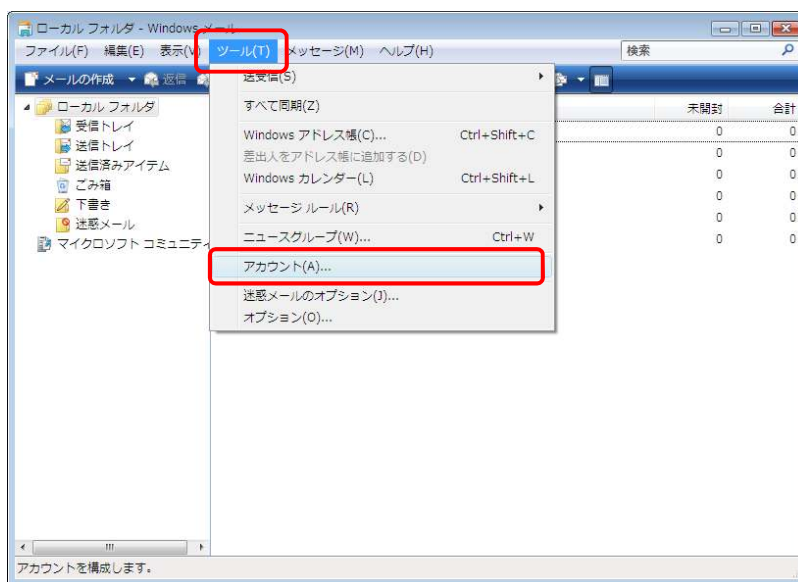 ローカル フォルダ - Windows メール
ファイル(F) 編集(E) 表示(V) ツール(T) メッセージ(M) ヘルプ(H) 検索
メールの作成 返信
送受信(S)
すべて同期(Z)
Windows アドレス帳(C)... Ctrl+Shift+C
差出人をアドレス帳に追加する(D)
Windows カレンダー(L) Ctrl+Shift+L
メッセージ ルール(R)
ニュースグループ(W)... Ctrl+W
アカウント(A)...
迷惑メールのオプション(J)...
オプション(O)...
ローカル フォルダ
受信トレイ
送信トレイ
送信済みアイテム
ごみ箱
下書き
迷惑メール
マイクロソフト コミュニティ
未開封 合計
0 0
0 0
0 0
0 0
0 0
0 0
アカウントを構成します。